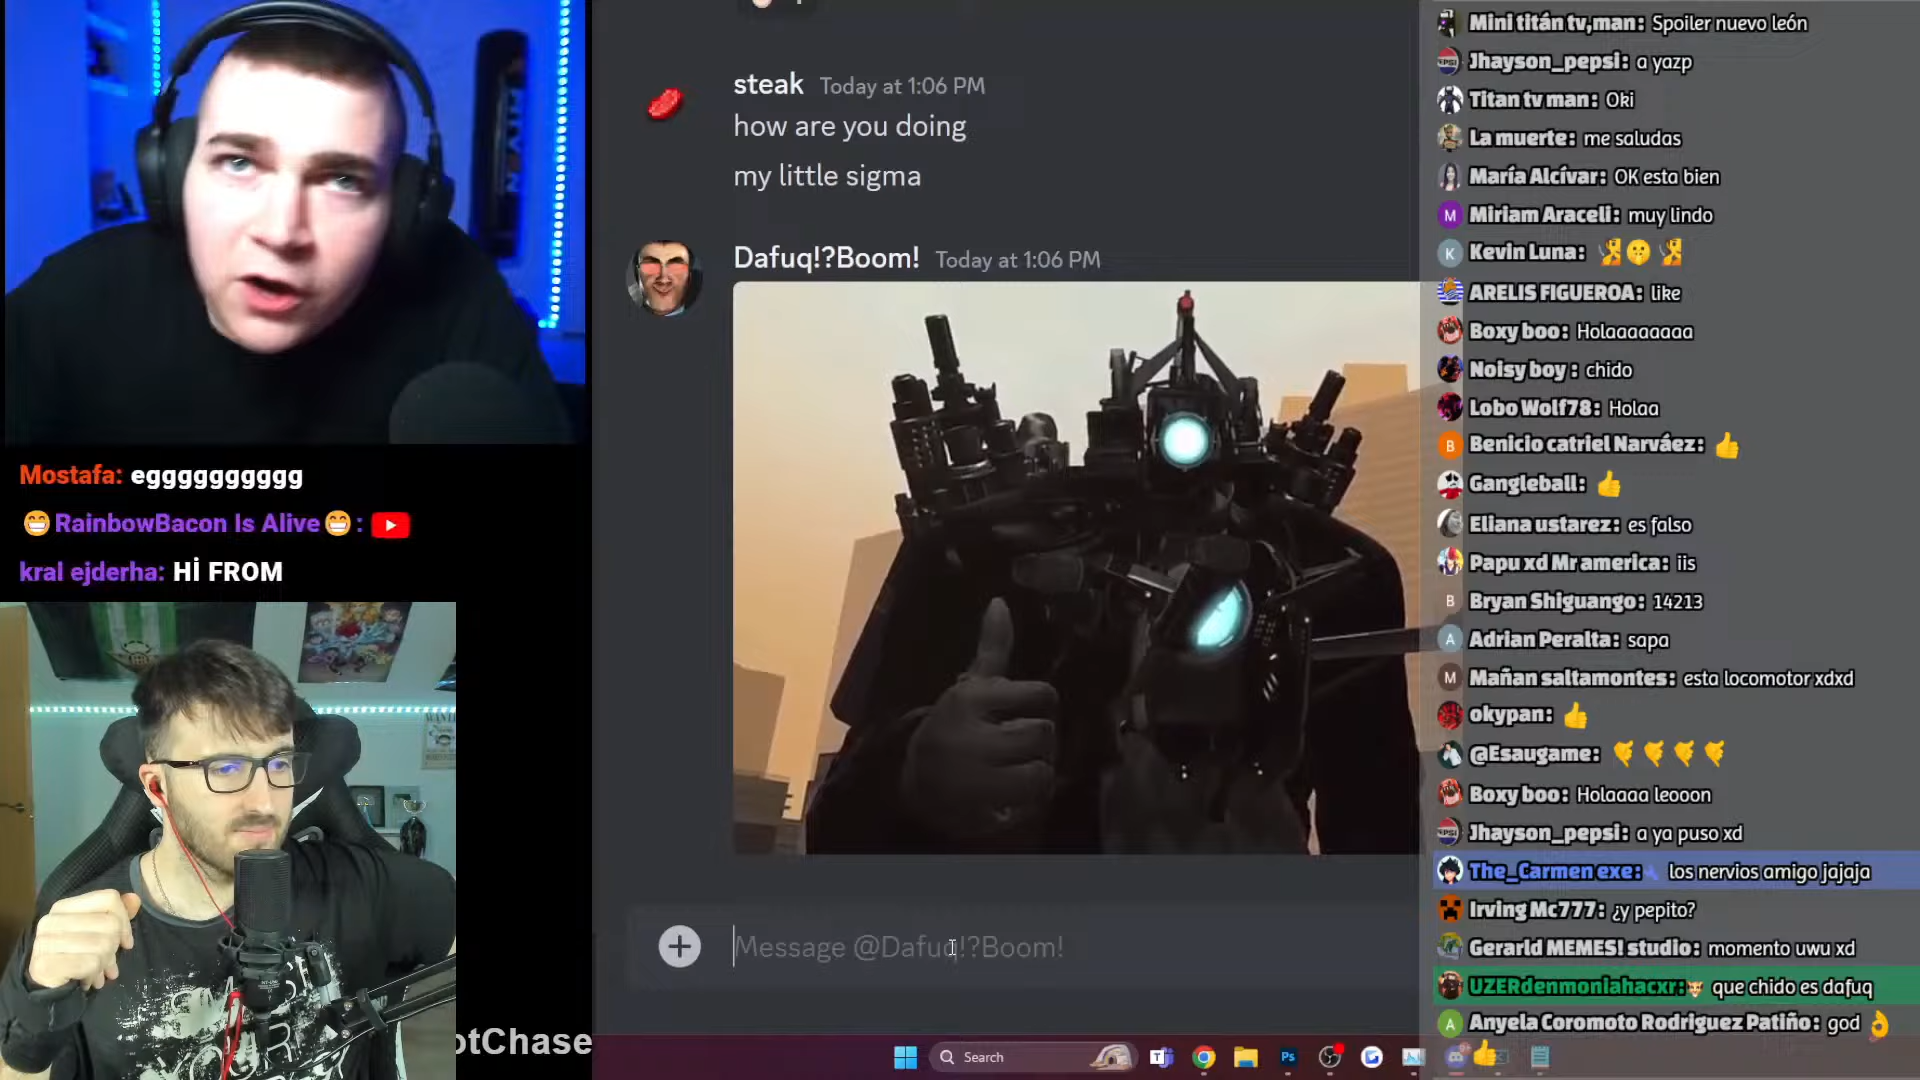 Mostafa: eggggggggggg
RainbowBacon Is Alive :
kral ejderha: Hİ FROM
otChase
steak Today at 1:06 PM
how are you doing
my little sigma
Dafuq!?Boom! Today at 1:06 PM
Message @Dafuq!?Boom!
Search
Mini titán tv,man: Spoiler nuevo león
Jhayson_pepsi: a yazp
Titan tv man: Oki
La muerte: me saludas
María Alcívar: OK esta bien
Miriam Araceli: muy lindo
Kevin Luna: 🧏🤫🧏
ARELIS FIGUEROA: like
Boxy boo: Holaaaaaaaa
Noisy boy : chido
Lobo Wolf78: Holaa
Benicio catriel Narváez: 👍
Gangleball: 👍
Eliana ustarez: es falso
Papu xd Mr america: iis
Bryan Shiguango: 14213
Adrian Peralta: sapa
Mañan saltamontes: esta locomotor xdxd
okypan: 👍
@Esaugame:
Boxy boo: Holaaaa leooon
Jhayson_pepsi: a ya puso xd
The_Carmen exe: los nervios amigo jajaja
Irving Mc777: ¿y pepito?
Gerarld MEMES! studio: momento uwu xd
UZERdenmoniahacxr: que chido es dafuq
Anyela Coromoto Rodriguez Patiño: god 👌
👍